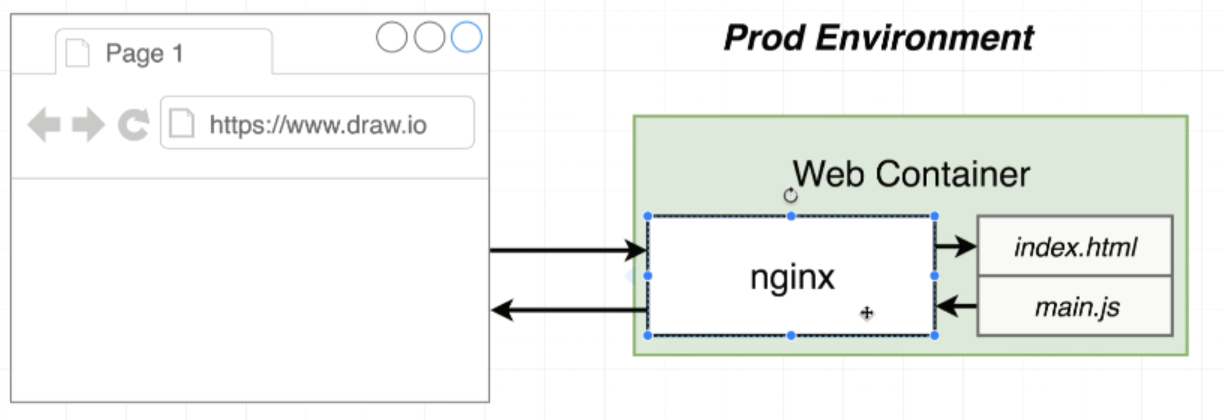 Page 1
https://www.draw.io
Prod Environment
Web Container
nginx
index.html
main.js